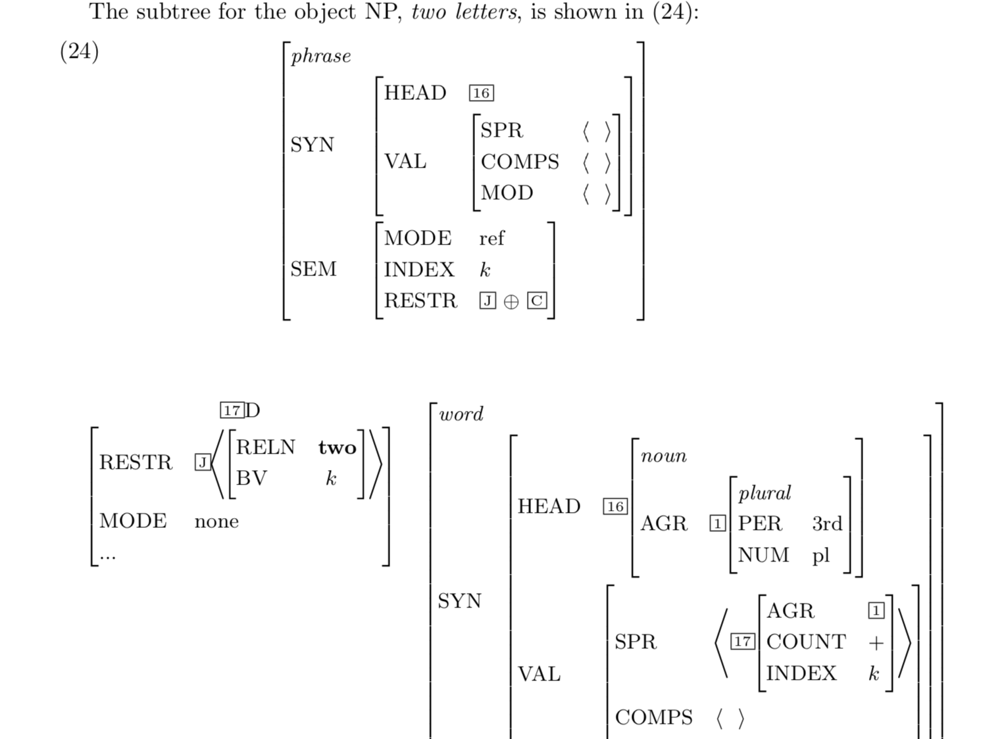 The subtree for the object NP, two letters, is shown in (24):
(24)
phrase
SYN
HEAD 16
VAL
SPR ⟨ ⟩
COMPS ⟨ ⟩
MOD ⟨ ⟩
SEM
MODE ref
INDEX k
RESTR J ⊕ C
17D
RESTR J⟨[RELN two
BV k]⟩
MODE none
...
word
SYN
HEAD 16
noun
AGR 1
plural
PER 3rd
NUM pl
VAL
SPR ⟨ 17
AGR 1
COUNT +
INDEX k ⟩
COMPS ⟨ ⟩